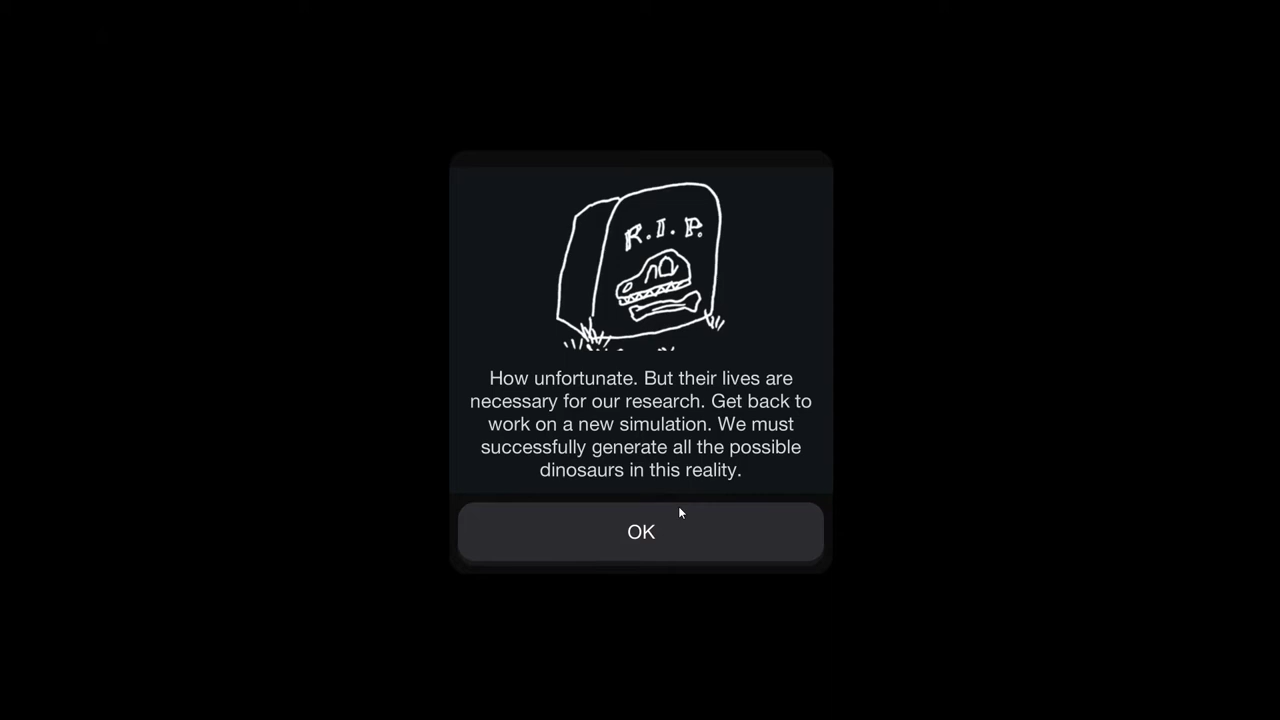 R.I.P.
How unfortunate. But their lives are
necessary for our research. Get back to
work on a new simulation. We must
successfully generate all the possible
dinosaurs in this reality.
OK